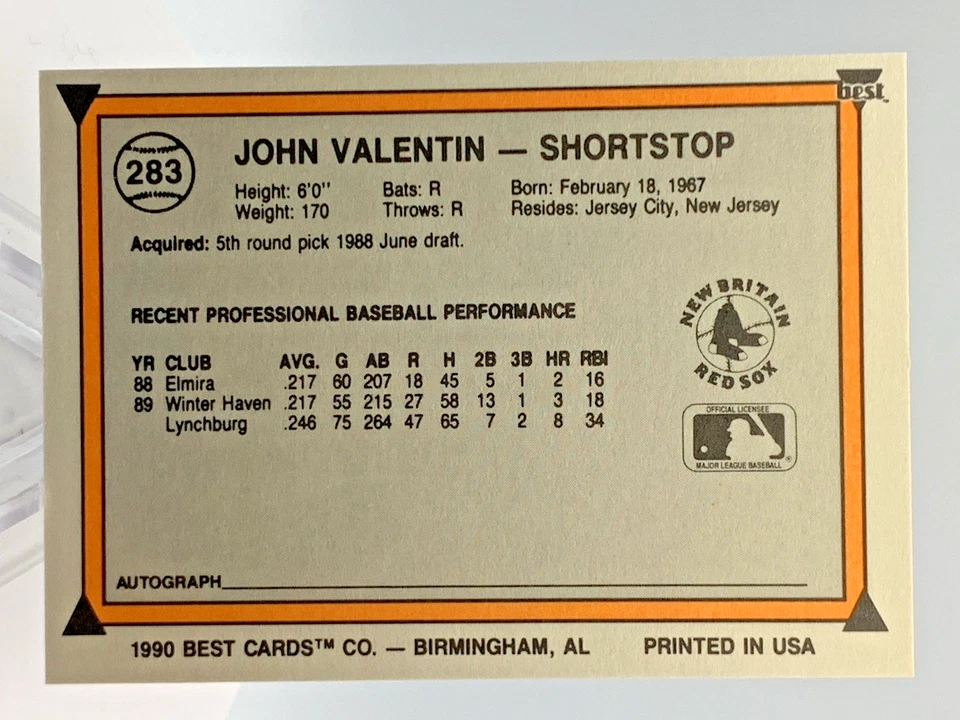 best™
283
JOHN VALENTIN — SHORTSTOP
Height: 6'0" Bats: R Born: February 18, 1967
Weight: 170 Throws: R Resides: Jersey City, New Jersey
Acquired: 5th round pick 1988 June draft.
NEW BRITAIN
RED SOX
RECENT PROFESSIONAL BASEBALL PERFORMANCE
YR CLUB AVG. G AB R H 2B 3B HR RBI
88 Elmira .217 60 207 18 45 5 1 2 16
89 Winter Haven .217 55 215 27 58 13 1 3 18
Lynchburg .246 75 264 47 65 7 2 8 34
OFFICIAL LICENSEE
MAJOR LEAGUE BASEBALL ®
AUTOGRAPH
1990 BEST CARDS™ CO. — BIRMINGHAM, AL PRINTED IN USA